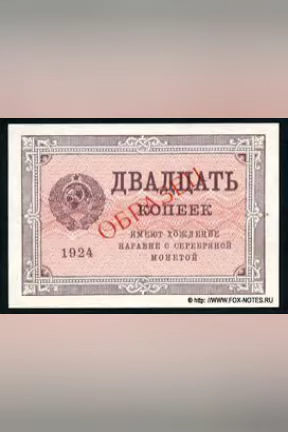 ДВАДЦАТЬ
КОПЕЕК
ОБРАЗЕЦ
ИМЕЮТ ХОЖДЕНИЕ
НАРАВНЕ С СЕРЕБРЯНОЙ
МОНЕТОЙ
1924
© http://WWW.FOX-NOTES.RU